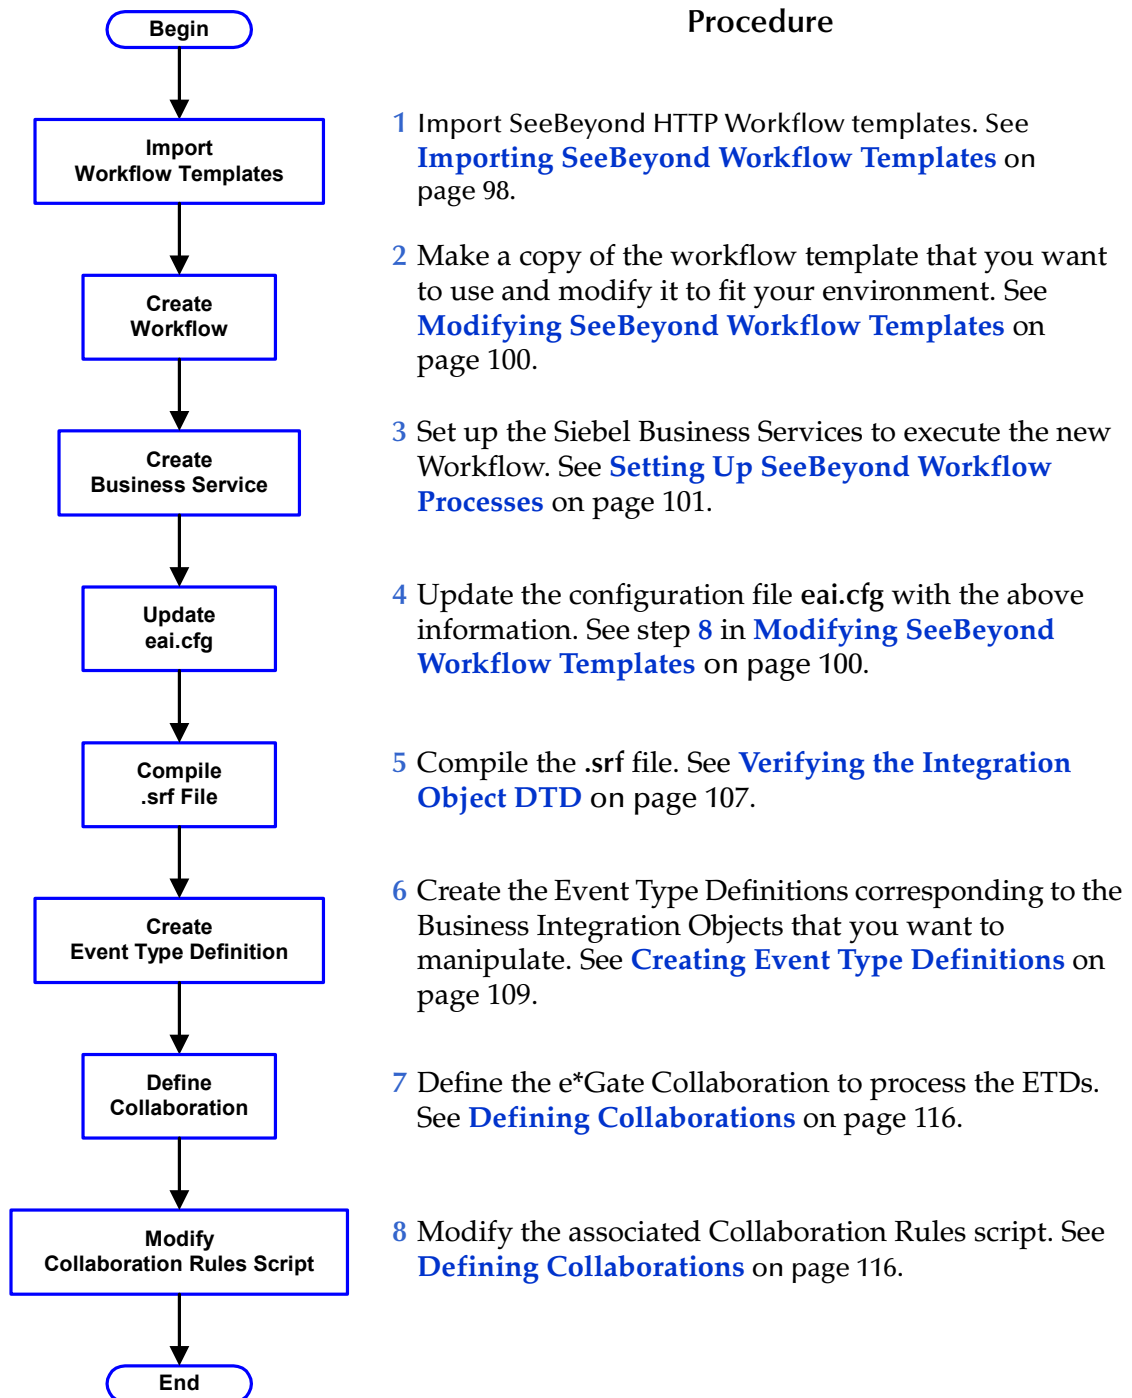 Begin
Procedure
Import
Workflow Templates
1 Import SeeBeyond HTTP Workflow templates. See
Importing SeeBeyond Workflow Templates on
page 98.
Create
Workflow
2 Make a copy of the workflow template that you want
to use and modify it to fit your environment. See
Modifying SeeBeyond Workflow Templates on
page 100.
Create
Business Service
3 Set up the Siebel Business Services to execute the new
Workflow. See Setting Up SeeBeyond Workflow
Processes on page 101.
Update
eai.cfg
4 Update the configuration file eai.cfg with the above
information. See step 8 in Modifying SeeBeyond
Workflow Templates on page 100.
Compile
.srf File
5 Compile the .srf file. See Verifying the Integration
Object DTD on page 107.
Create
Event Type Definition
6 Create the Event Type Definitions corresponding to the
Business Integration Objects that you want to
manipulate. See Creating Event Type Definitions on
page 109.
Define
Collaboration
7 Define the e*Gate Collaboration to process the ETDs.
See Defining Collaborations on page 116.
Modify
Collaboration Rules Script
8 Modify the associated Collaboration Rules script. See
Defining Collaborations on page 116.
End